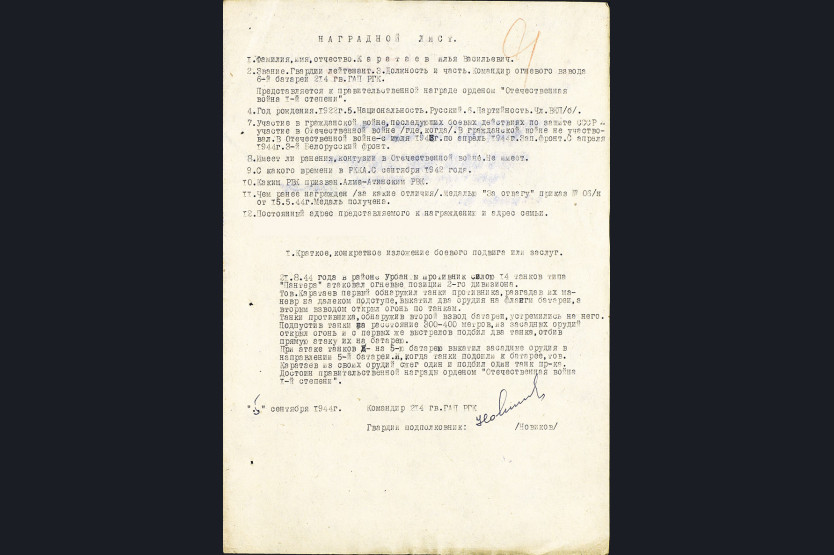 НАГРАДНОЙ ЛИСТ.
1.Фамилия,имя,отчество.Каратаев Илья Васильевич.
2.Звание.Гвардии лейтенант.3.Должность и часть.Командир огневого взвода
6-й батареи 214 гв.ГАП РГК.
Представляется к правительственной награде орденом "Отечественная
война I-й степени".
4.Год рождения.1922г.5.Национальность.Русский.6.Партийность.Чл.ВКП/б/.
7.Участие в гражданской войне,последующих боевых действиях по защите СССР –
участие в Отечественной войне /где,когда/.В гражданской войне не участво-
вал.В Отечественной войне-с июля 1943г.по апрель 1944г.Зап.фронт.С апреля
1944г.3-й Белорусский фронт.
8.Имеет ли ранения,контузии в Отечественной войне.Не имеет.
9.С какого времени в РККА.С сентября 1942 года.
10.Каким РВК призван.Алма-Атинским РВК.
11.Чем ранее награжден /за какие отличия/.медалью "За отвагу" приказ № 05/н
от 15.5.44г.Медаль получена.
12.Постоянный адрес представляемого к награждению и адрес семьи.
1.Краткое,конкретное изложение боевого подвига или заслуг.
21.8.44 года в районе противник силою 14 танков типа
"Пантера" атаковал огневые позиции 2-го дивизиона.
Тов.Каратаев первый обнаружил танки противника,разгадав их ма-
невр на далеком подступе,выкатил два орудия на фланги батареи,а
вторым взводом открыл огонь по танкам.
Танки противника,обнаружив второй взвод батареи,устремились на него.
Подпустив танки на расстояние 300-400 метров,из засадных орудий
открыл огонь и с первых же выстрелов подбил два танка,отбив
прямую атаку их на батарею.
При атаке танков на 5-ю батарею выкатил засадные орудия в
направлении 5-й батареи.И,когда танки подошли к батарее,тов.
Каратаев из своих орудий сжег один и подбил один танк пр-ка.
Достоин правительственной награды орденом "Отечественная война
I-й степени".
"5" сентября 1944г. Командир 214 гв.ГАП РГК
Гвардии подполковник: /Новиков/